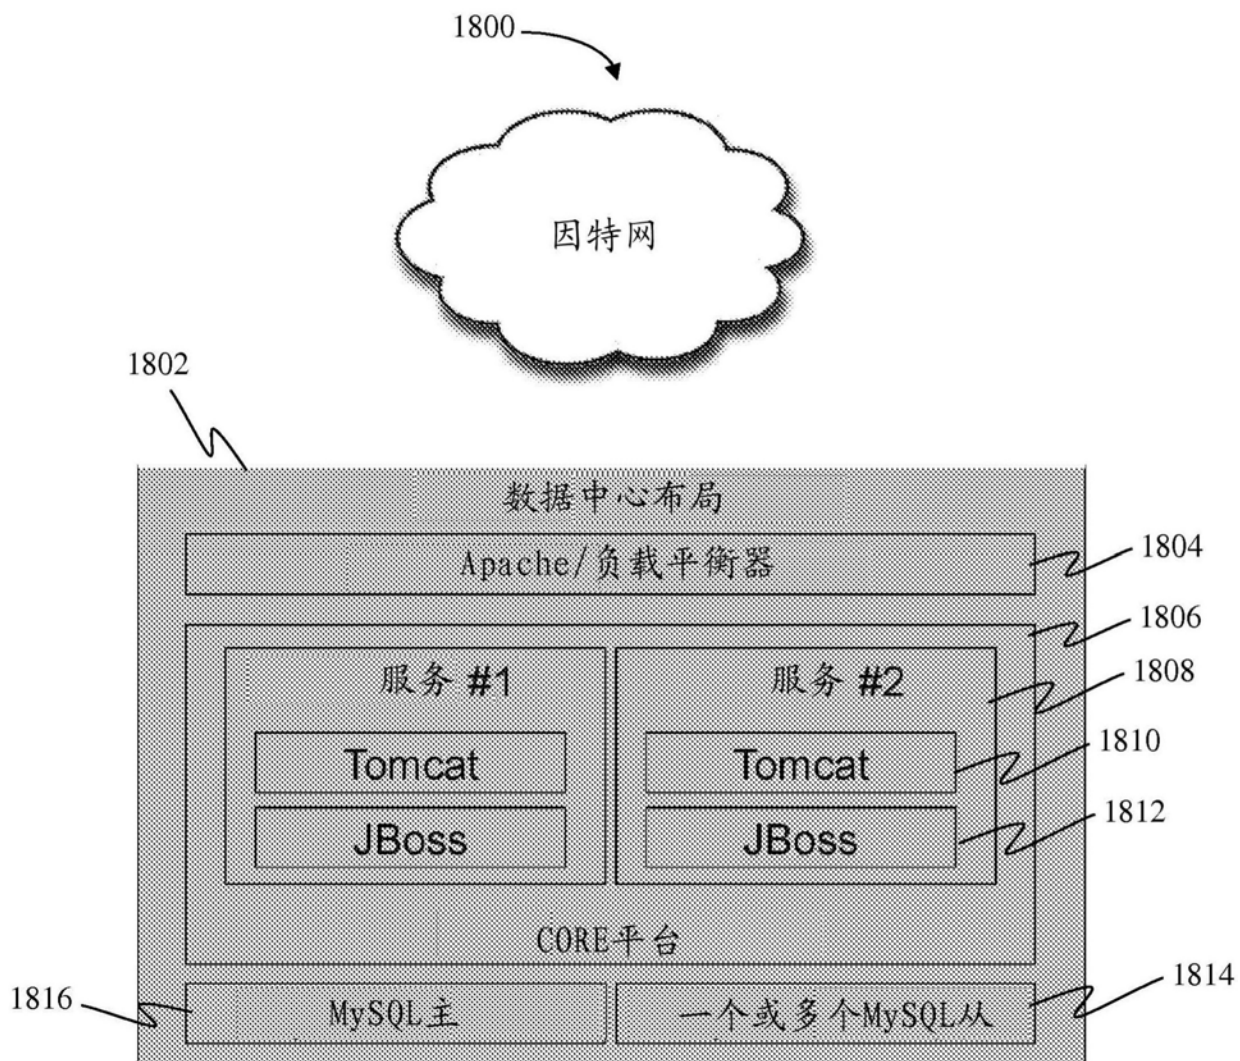 1800
因特网
1802
数据中心布局
Apache/负载平衡器
1804
1806
服务 #1
服务 #2
1808
Tomcat
Tomcat
1810
JBoss
JBoss
1812
CORE平台
1814
1816
MySQL主
一个或多个MySQL从